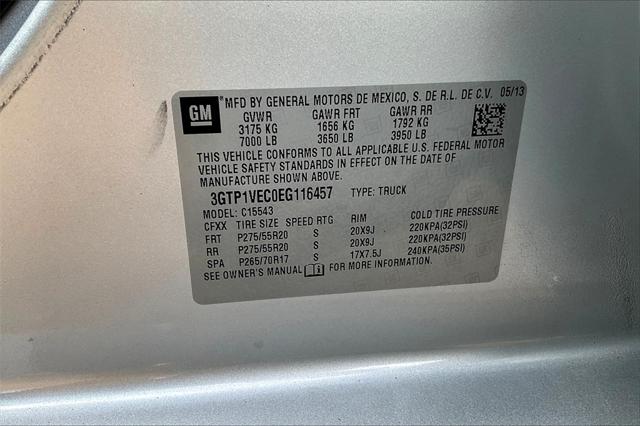 GM MFD BY GENERAL MOTORS DE MEXICO, S. DE R.L. DE C.V. 05/13
GVWR GAWR FRT GAWR RR
3175 KG 1656 KG 1792 KG
7000 LB 3650 LB 3950 LB
THIS VEHICLE CONFORMS TO ALL APPLICABLE U.S. FEDERAL MOTOR
VEHICLE SAFETY STANDARDS IN EFFECT ON THE DATE OF
MANUFACTURE SHOWN ABOVE.
3GTP1VEC0EG116457 TYPE: TRUCK
MODEL: C15543
CFXX TIRE SIZE SPEED RTG RIM COLD TIRE PRESSURE
FRT P275/55R20 S 20X9J 220KPA(32PSI)
RR P275/55R20 S 20X9J 220KPA(32PSI)
SPA P265/70R17 S 17X7.5J 240KPA(35PSI)
SEE OWNER'S MANUAL FOR MORE INFORMATION.